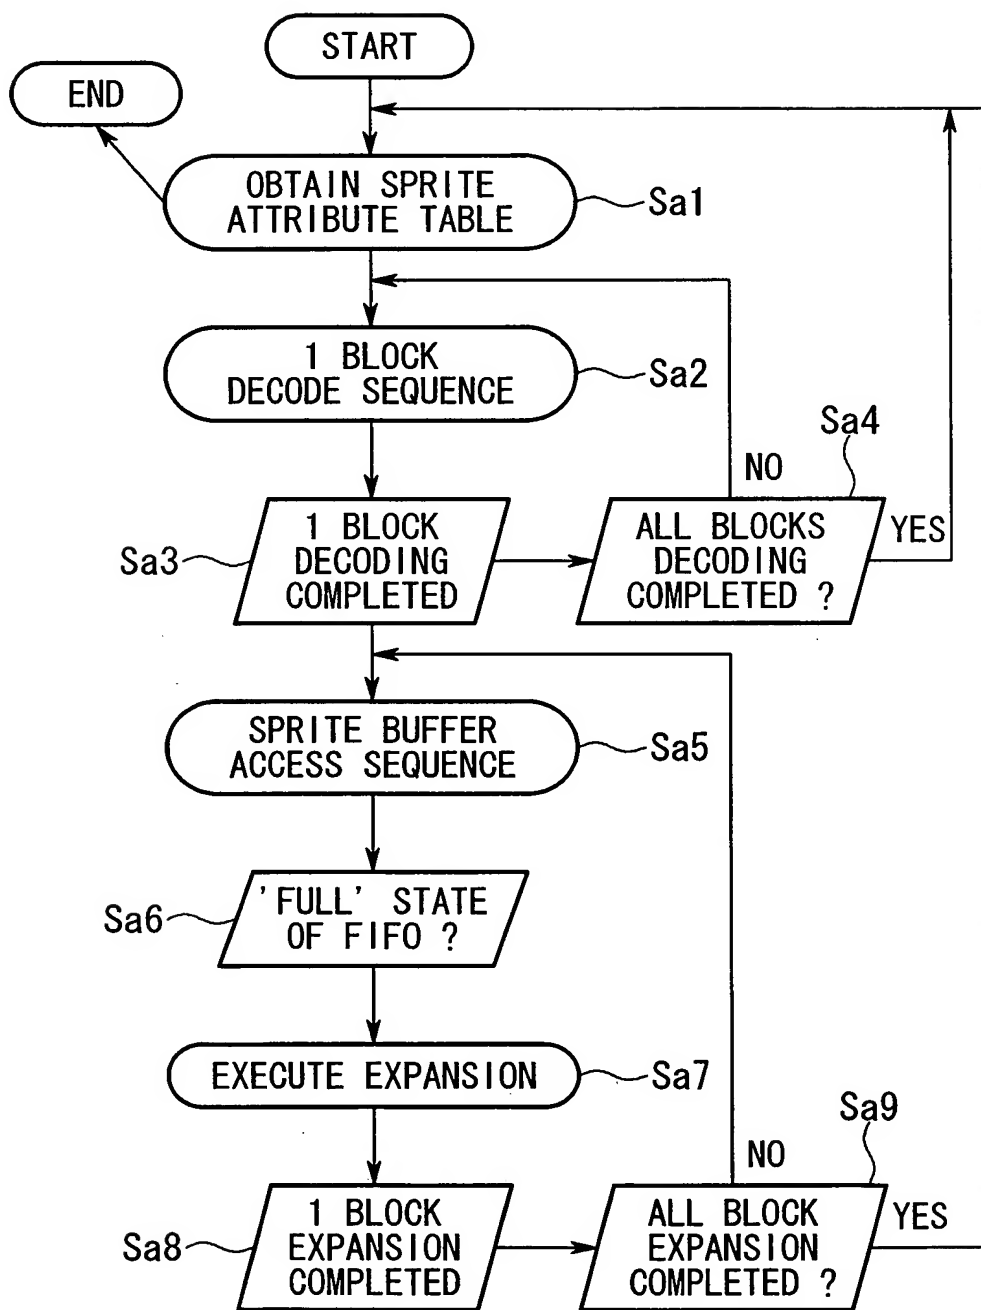 START
END
OBTAIN SPRITE
ATTRIBUTE TABLE
Sa1
1 BLOCK
DECODE SEQUENCE
Sa2
Sa4
NO
1 BLOCK
DECODING
COMPLETED
Sa3
ALL BLOCKS
DECODING
COMPLETED ?
YES
SPRITE BUFFER
ACCESS SEQUENCE
Sa5
'FULL' STATE
OF FIFO ?
Sa6
EXECUTE EXPANSION
Sa7
Sa9
NO
1 BLOCK
EXPANSION
COMPLETED
Sa8
ALL BLOCK
EXPANSION
COMPLETED ?
YES